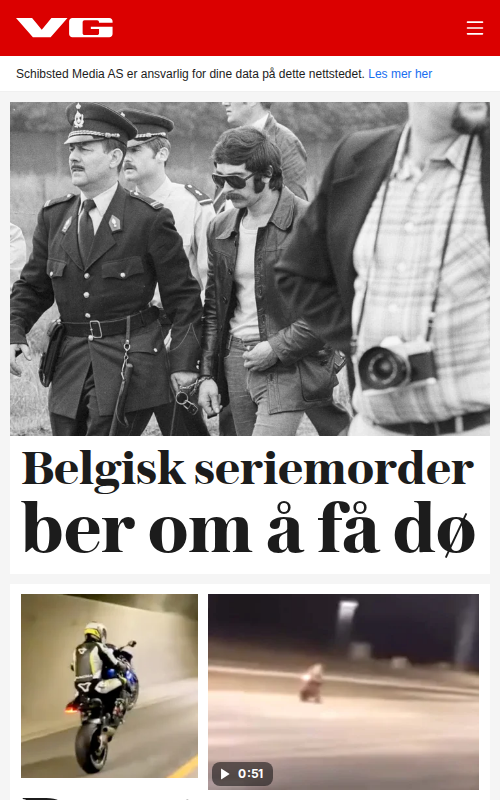 VG
Schibsted Media AS er ansvarlig for dine data på dette nettstedet. Les mer her
Belgisk seriemorder
ber om å få dø
0:51